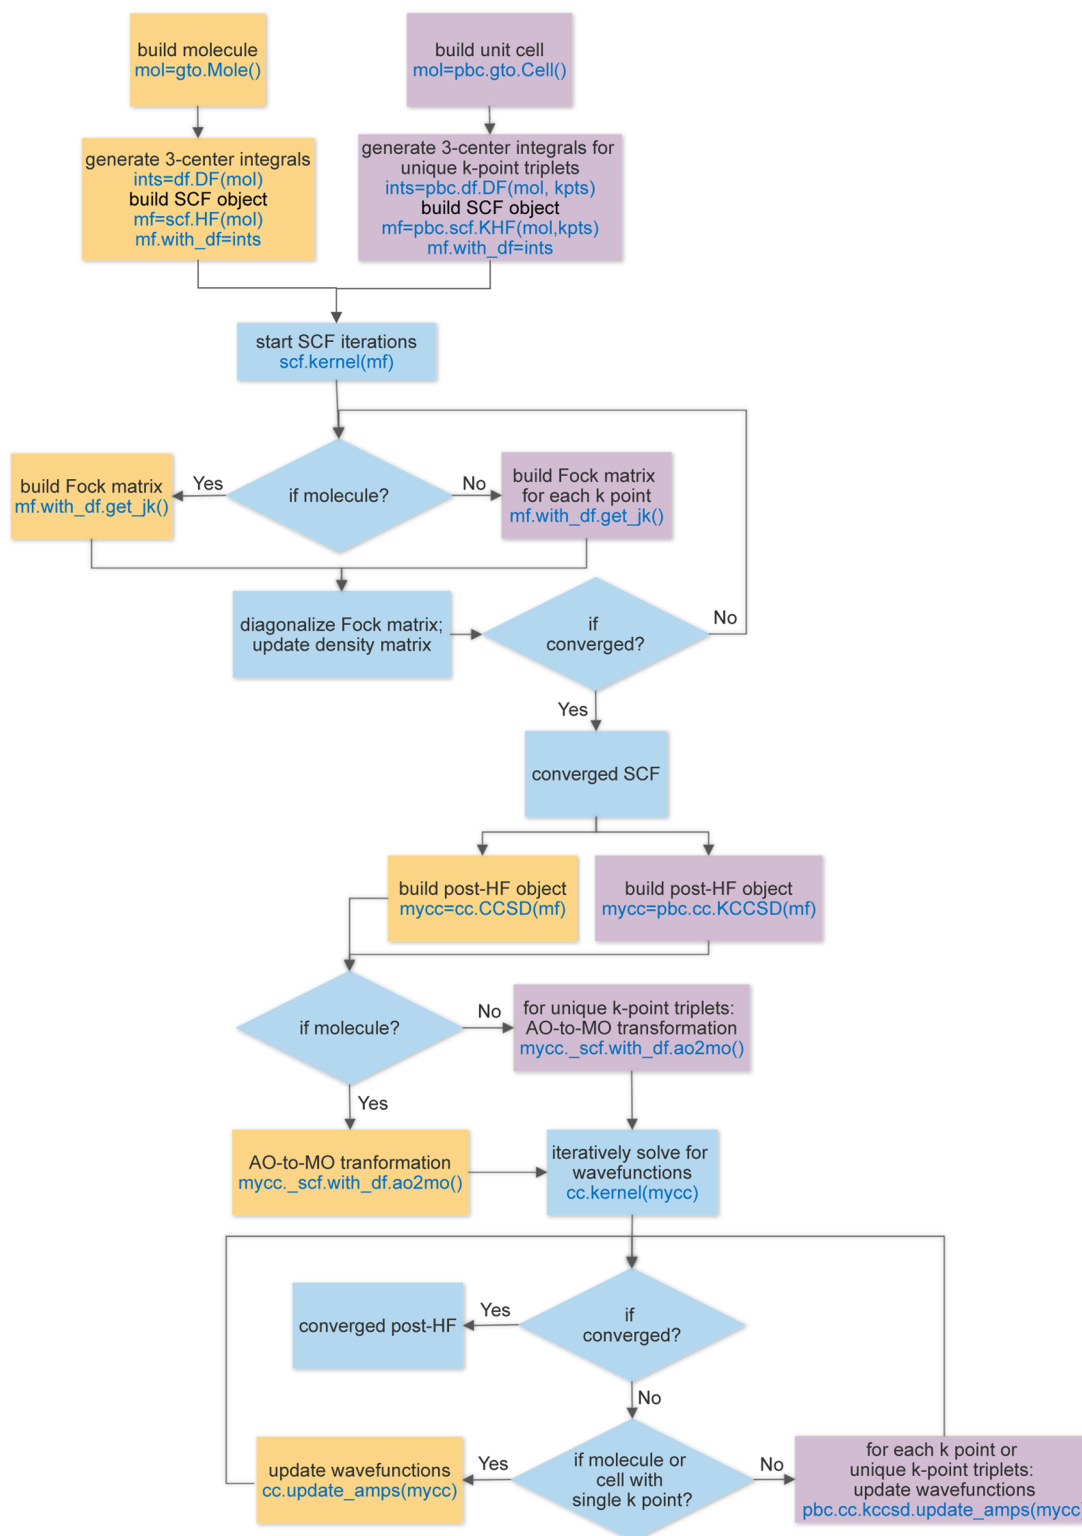 build molecule
mol=gto.Mole()
build unit cell
mol=pbc.gto.Cell()
generate 3-center integrals
ints=df.DF(mol)
build SCF object
mf=scf.HF(mol)
mf.with_df=ints
generate 3-center integrals for
unique k-point triplets
ints=pbc.df.DF(mol, kpts)
build SCF object
mf=pbc.scf.KHF(mol,kpts)
mf.with_df=ints
start SCF iterations
scf.kernel(mf)
build Fock matrix
mf.with_df.get_jk()
Yes
if molecule?
No
build Fock matrix
for each k point
mf.with_df.get_jk()
diagonalize Fock matrix;
update density matrix
if
converged?
No
Yes
converged SCF
build post-HF object
mycc=cc.CCSD(mf)
build post-HF object
mycc=pbc.cc.KCCSD(mf)
if molecule?
No
for unique k-point triplets:
AO-to-MO transformation
mycc._scf.with_df.ao2mo()
Yes
AO-to-MO tranformation
mycc._scf.with_df.ao2mo()
iteratively solve for
wavefunctions
cc.kernel(mycc)
converged post-HF
Yes
if
converged?
No
update wavefunctions
cc.update_amps(mycc)
Yes
if molecule or
cell with
single k point?
No
for each k point or
unique k-point triplets:
update wavefunctions
pbc.cc.kccsd.update_amps(mycc